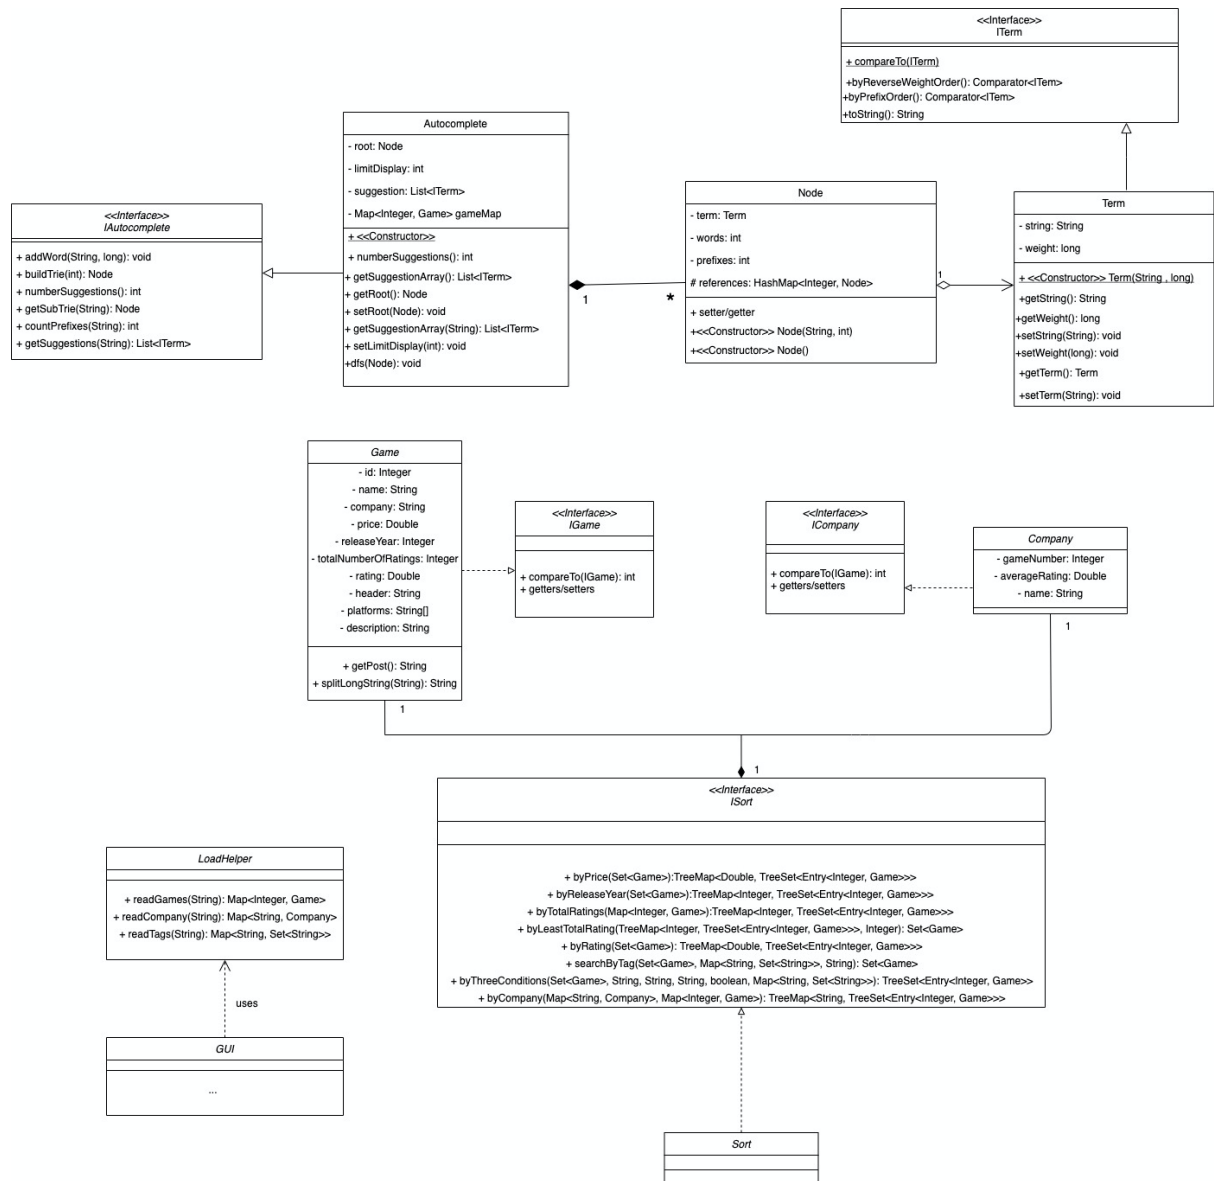 <<Interface>>
ITerm
+ compareTo(ITerm)
+byReverseWeightOrder(): Comparator<ITem>
+byPrefixOrder(): Comparator<ITem>
+toString(): String
Autocomplete
- root: Node
- limitDisplay: int
- suggestion: List<ITerm>
- Map<Integer, Game> gameMap
+ <<Constructor>>
+ numberSuggestions(): int
+ getSuggestionArray(): List<ITerm>
+ getRoot(): Node
+ setRoot(Node): void
+ getSuggestionArray(String): List<ITerm>
+ setLimitDisplay(int): void
+dfs(Node): void
<<Interface>>
IAutocomplete
+ addWord(String, long): void
+ buildTrie(int): Node
+ numberSuggestions(): int
+ getSubTrie(String): Node
+ countPrefixes(String): int
+ getSuggestions(String): List<ITerm>
1
*
Node
- term: Term
- words: int
- prefixes: int
# references: HashMap<Integer, Node>
+ setter/getter
+<<Constructor>> Node(String, int)
+<<Constructor>> Node()
1
Term
- string: String
- weight: long
+ <<Constructor>> Term(String , long)
+getString(): String
+getWeight(): long
+setString(String): void
+setWeight(long): void
+getTerm(): Term
+setTerm(String): void
Game
- id: Integer
- name: String
- company: String
- price: Double
- releaseYear: Integer
- totalNumberOfRatings: Integer
- rating: Double
- header: String
- platforms: String[]
- description: String
+ getPost(): String
+ splitLongString(String): String
1
<<Interface>>
IGame
+ compareTo(IGame): int
+ getters/setters
<<Interface>>
ICompany
+ compareTo(IGame): int
+ getters/setters
Company
- gameNumber: Integer
- averageRating: Double
- name: String
1
1
<<Interface>>
ISort
+ byPrice(Set<Game>):TreeMap<Double, TreeSet<Entry<Integer, Game>>>
+ byReleaseYear(Set<Game>):TreeMap<Integer, TreeSet<Entry<Integer, Game>>>
+ byTotalRatings(Map<Integer, Game>):TreeMap<Integer, TreeSet<Entry<Integer, Game>>>
+ byLeastTotalRating(TreeMap<Integer, TreeSet<Entry<Integer, Game>>>, Integer): Set<Game>
+ byRating(Set<Game>): TreeMap<Double, TreeSet<Entry<Integer, Game>>>
+ searchByTag(Set<Game>, Map<String, Set<String>>, String): Set<Game>
+ byThreeConditions(Set<Game>, String, String, String, boolean, Map<String, Set<String>>): TreeSet<Entry<Integer, Game>>
+ byCompany(Map<String, Company>, Map<Integer, Game>): TreeMap<String, TreeSet<Entry<Integer, Game>>>
LoadHelper
+ readGames(String): Map<Integer, Game>
+ readCompany(String): Map<String, Company>
+ readTags(String): Map<String, Set<String>>
uses
GUI
...
Sort